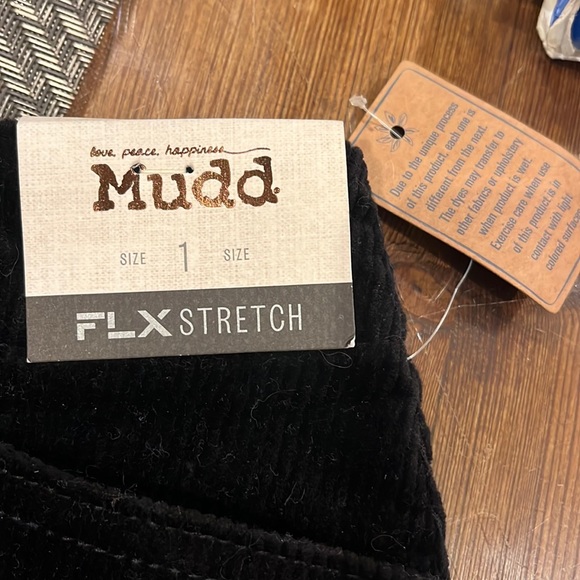 love. peace. happiness
Mudd
SIZE 1 SIZE
FLX STRETCH
Due to the unique process
of this product, each one is
different from the next.
The dyes may transfer to
other fabrics or upholstery
when product is wet.
Exercise care when use
of this product is in
contact with light
colored surfac